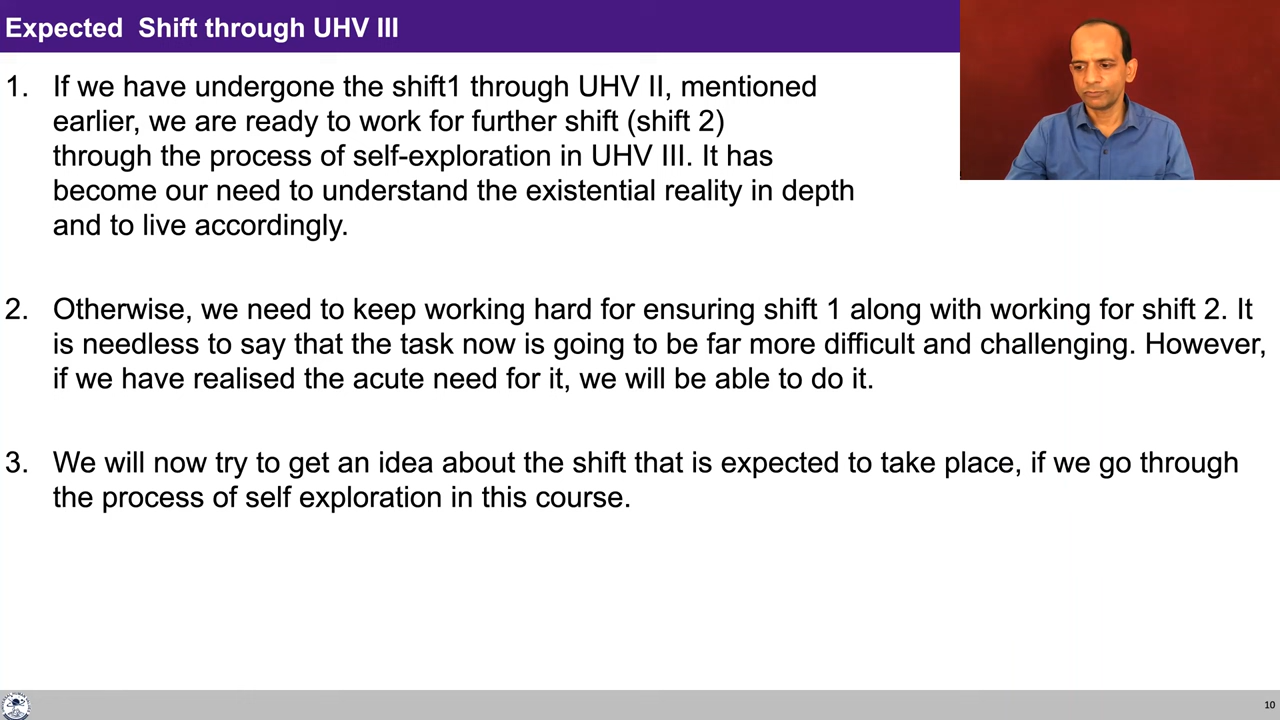 Expected  Shift through UHV III
1. If we have undergone the shift1 through UHV II, mentioned
earlier, we are ready to work for further shift (shift 2)
through the process of self-exploration in UHV III. It has
become our need to understand the existential reality in depth
and to live accordingly.
2. Otherwise, we need to keep working hard for ensuring shift 1 along with working for shift 2. It
is needless to say that the task now is going to be far more difficult and challenging. However,
if we have realised the acute need for it, we will be able to do it.
3. We will now try to get an idea about the shift that is expected to take place, if we go through
the process of self exploration in this course.
10